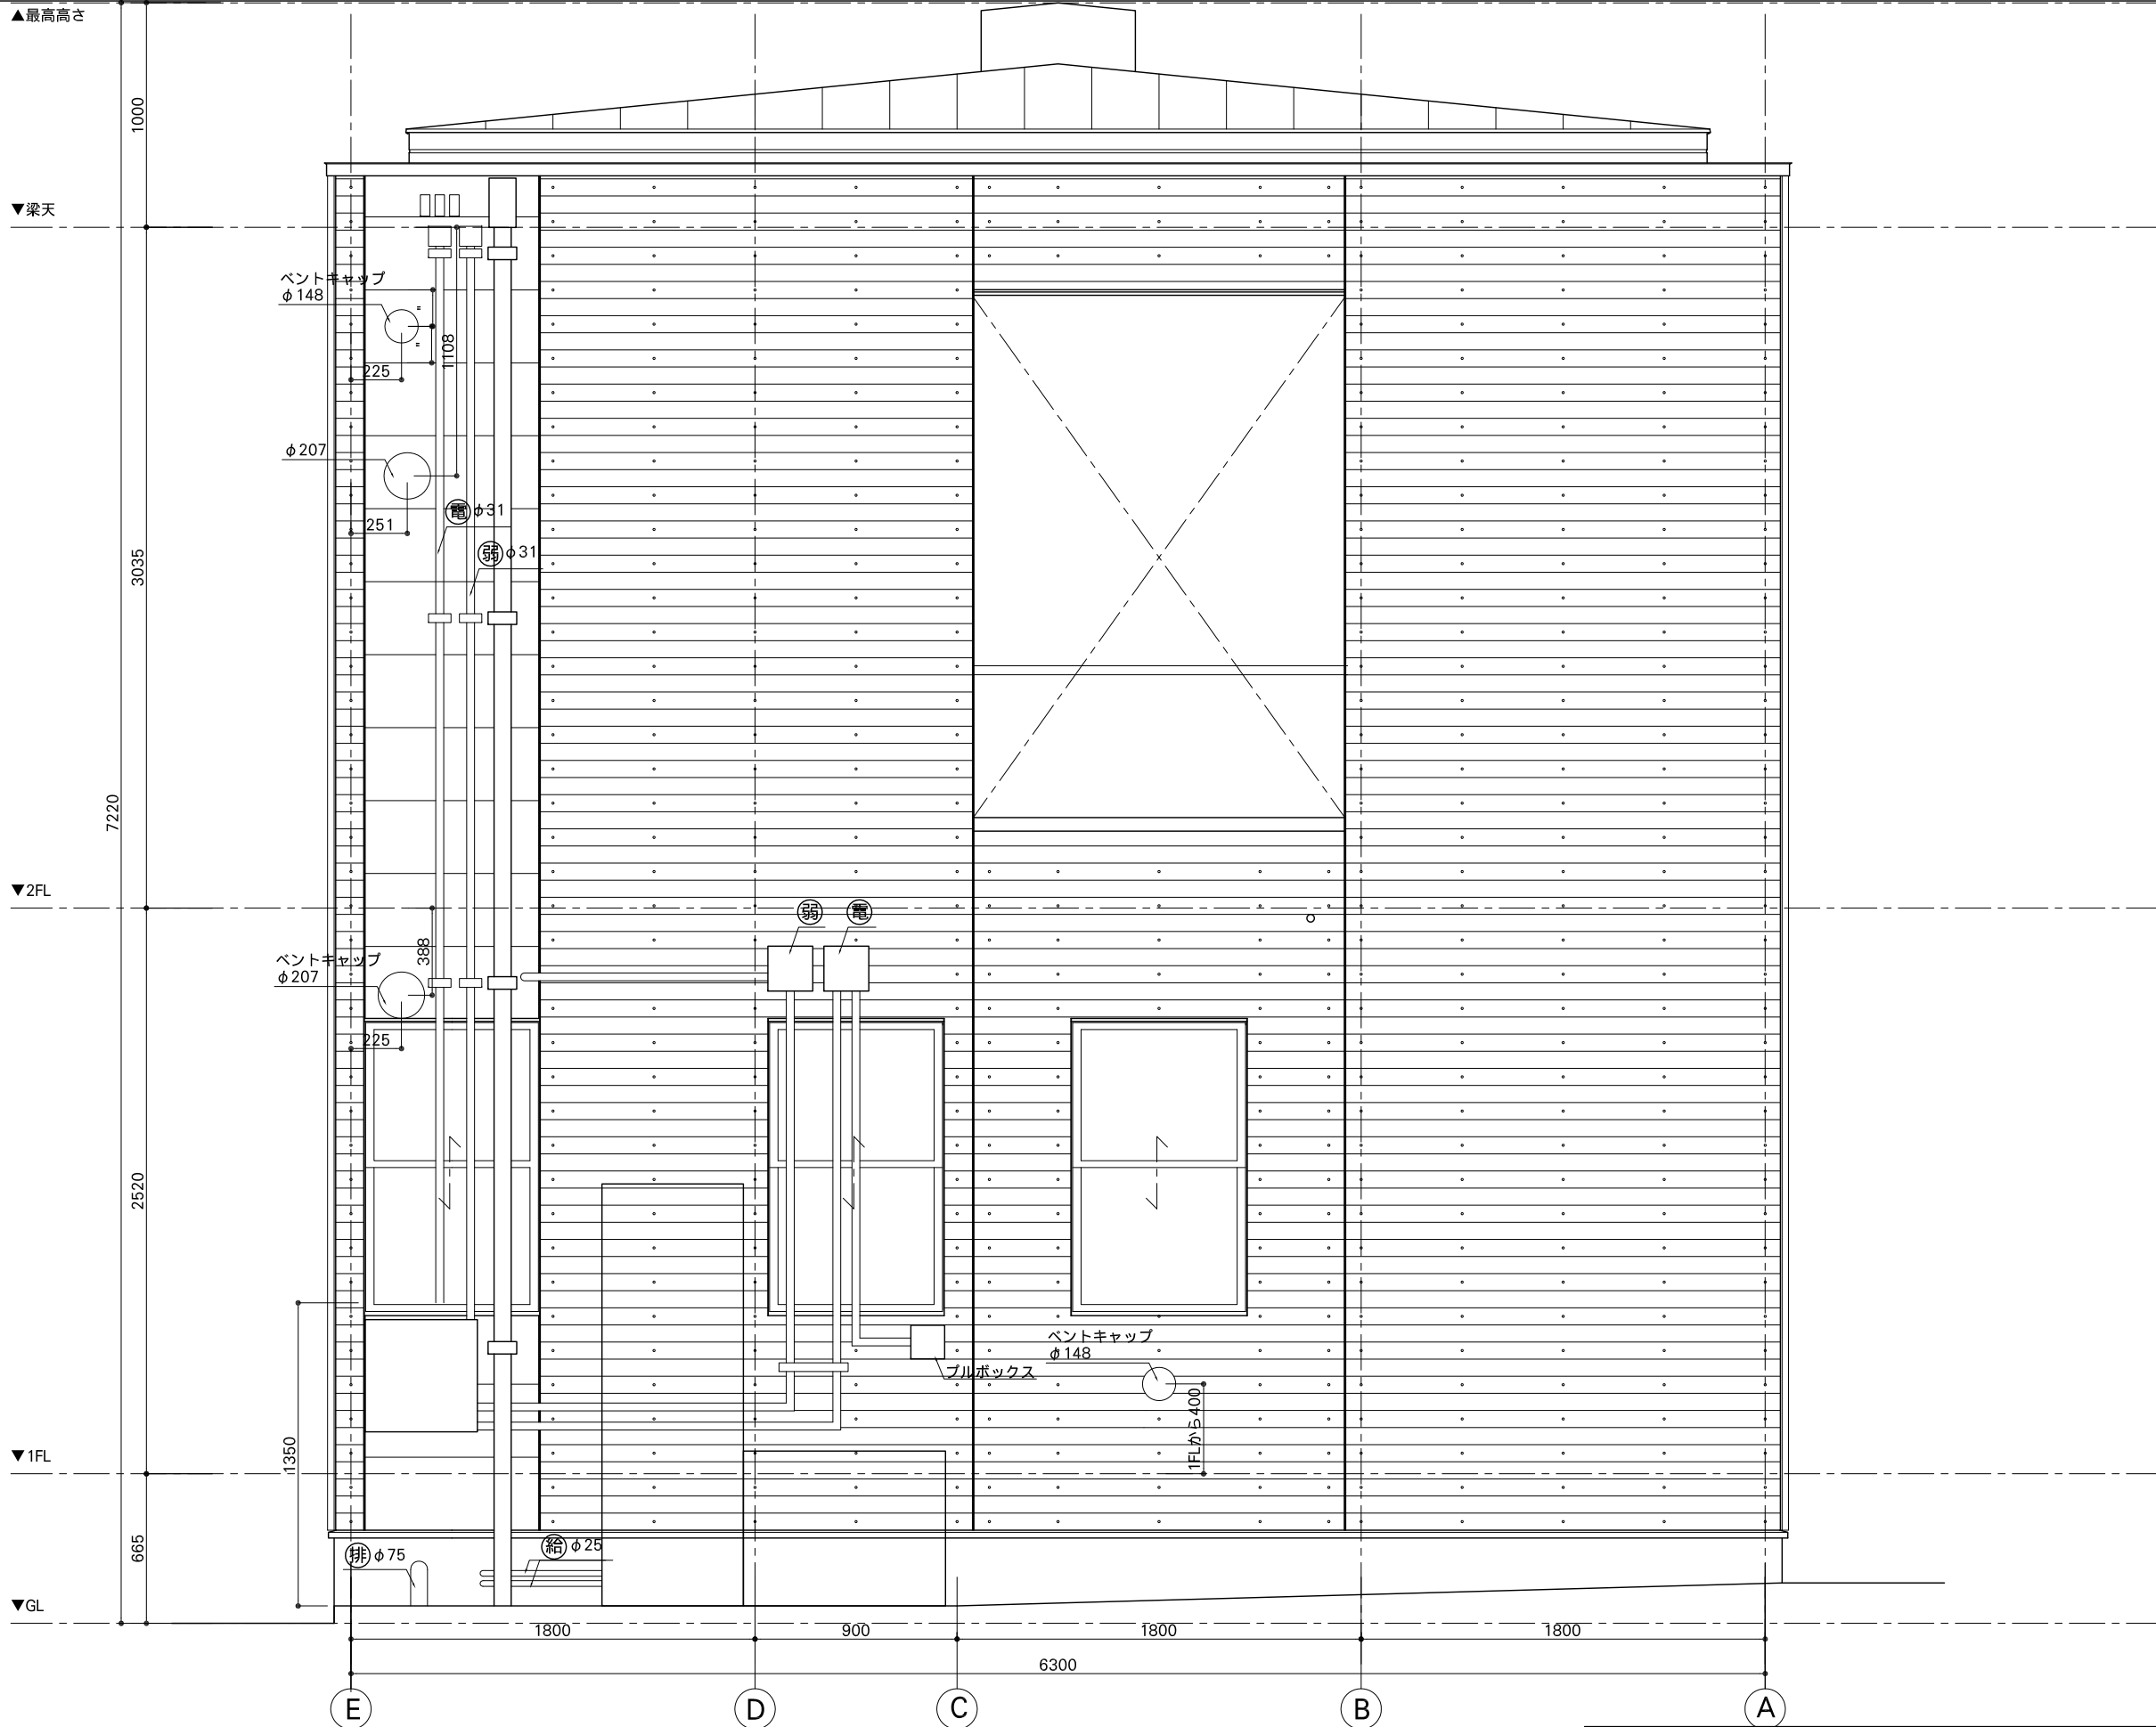 ▲最高高さ
1000
▼梁天
ベントキャップ
φ148
"
"
1108
225
φ207
251
電 φ31
弱 φ31
3035
7220
▼2FL
弱
電
388
ベントキャップ
φ207
225
2520
ベントキャップ
φ148
プルボックス
1FLから400
1350
▼1FL
665
排 φ75
給 φ25
▼GL
1800
900
1800
1800
6300
E
D
C
B
A